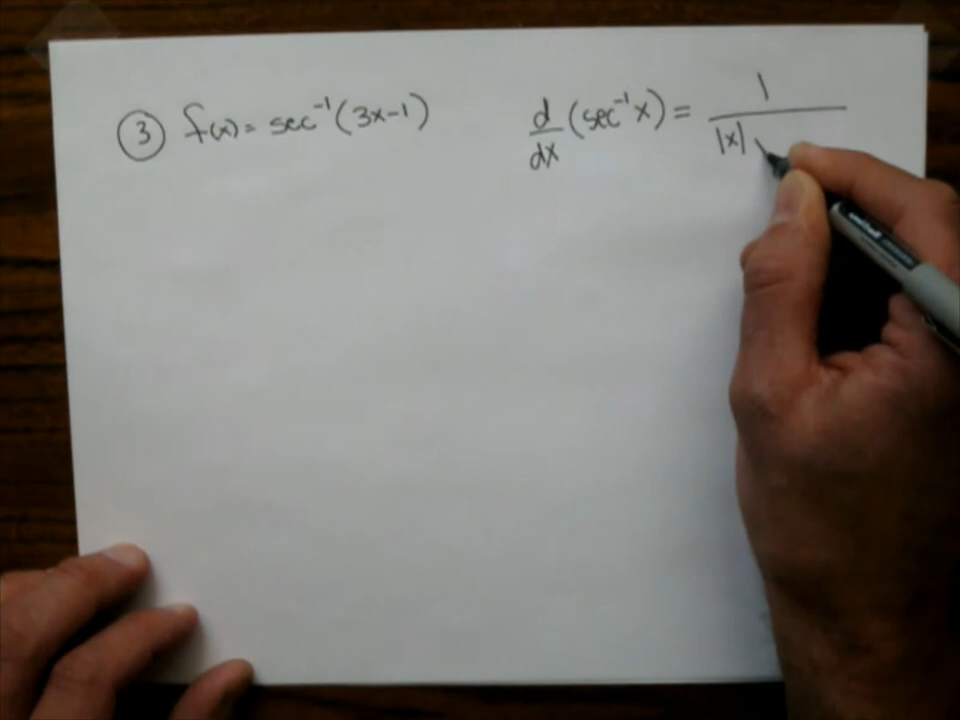 ③ f(x) = sec⁻¹(3x-1)
d/dx (sec⁻¹x) = 1/|x|